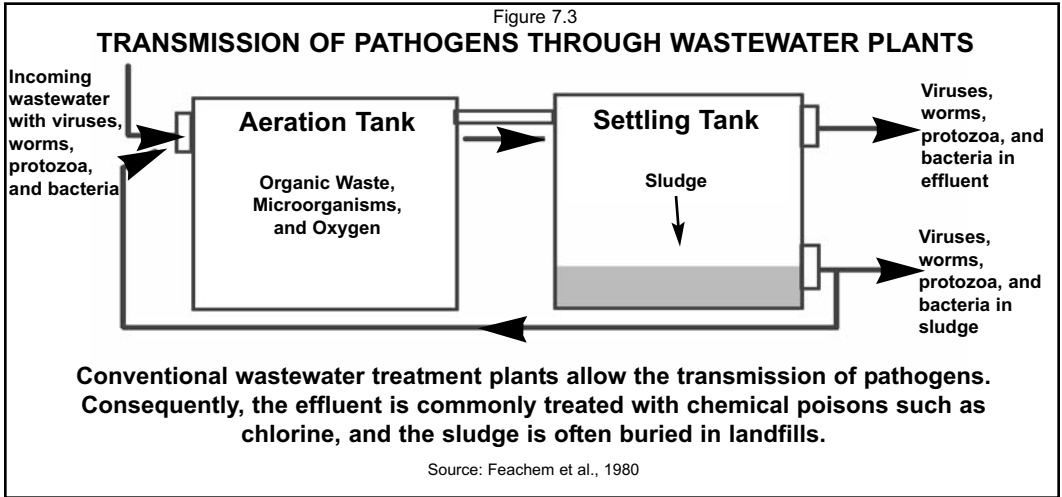 Figure 7.3
TRANSMISSION OF PATHOGENS THROUGH WASTEWATER PLANTS
Incoming
wastewater
with viruses,
worms,
protozoa,
and bacteria
Aeration Tank
Organic Waste,
Microorganisms,
and Oxygen
Settling Tank
Sludge
Viruses,
worms,
protozoa, and
bacteria in
effluent
Viruses,
worms,
protozoa, and
bacteria in
sludge
Conventional wastewater treatment plants allow the transmission of pathogens.
Consequently, the effluent is commonly treated with chemical poisons such as
chlorine, and the sludge is often buried in landfills.
Source: Feachem et al., 1980